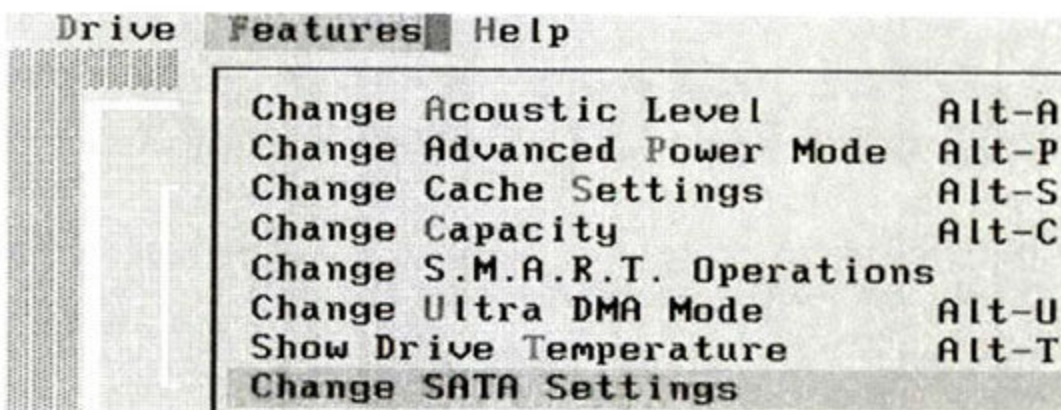 Drive Features Help
Change Acoustic Level Alt-A
Change Advanced Power Mode Alt-P
Change Cache Settings Alt-S
Change Capacity Alt-C
Change S.M.A.R.T. Operations
Change Ultra DMA Mode Alt-U
Show Drive Temperature Alt-T
Change SATA Settings